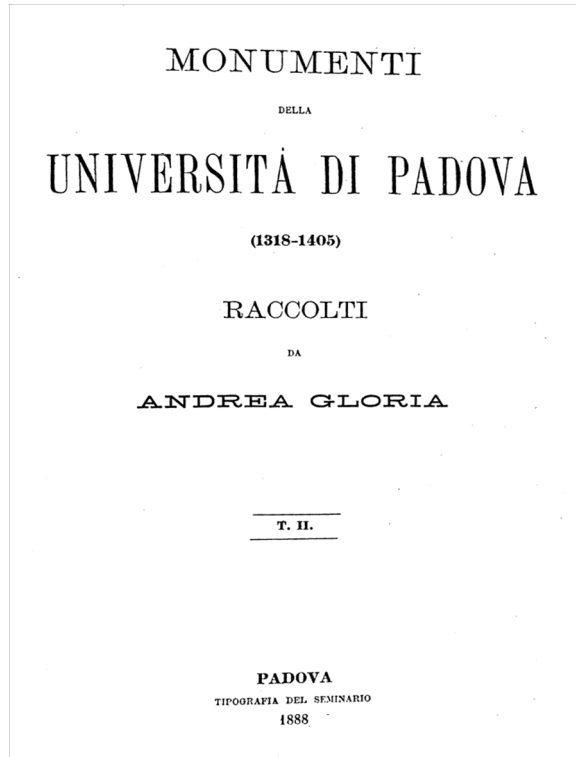 MONUMENTI
DELLA
UNIVERSITÀ DI PADOVA
(1318-1405)
RACCOLTI
DA
ANDREA GLORIA
T. II.
PADOVA
TIPOGRAFIA DEL SEMINARIO
1888